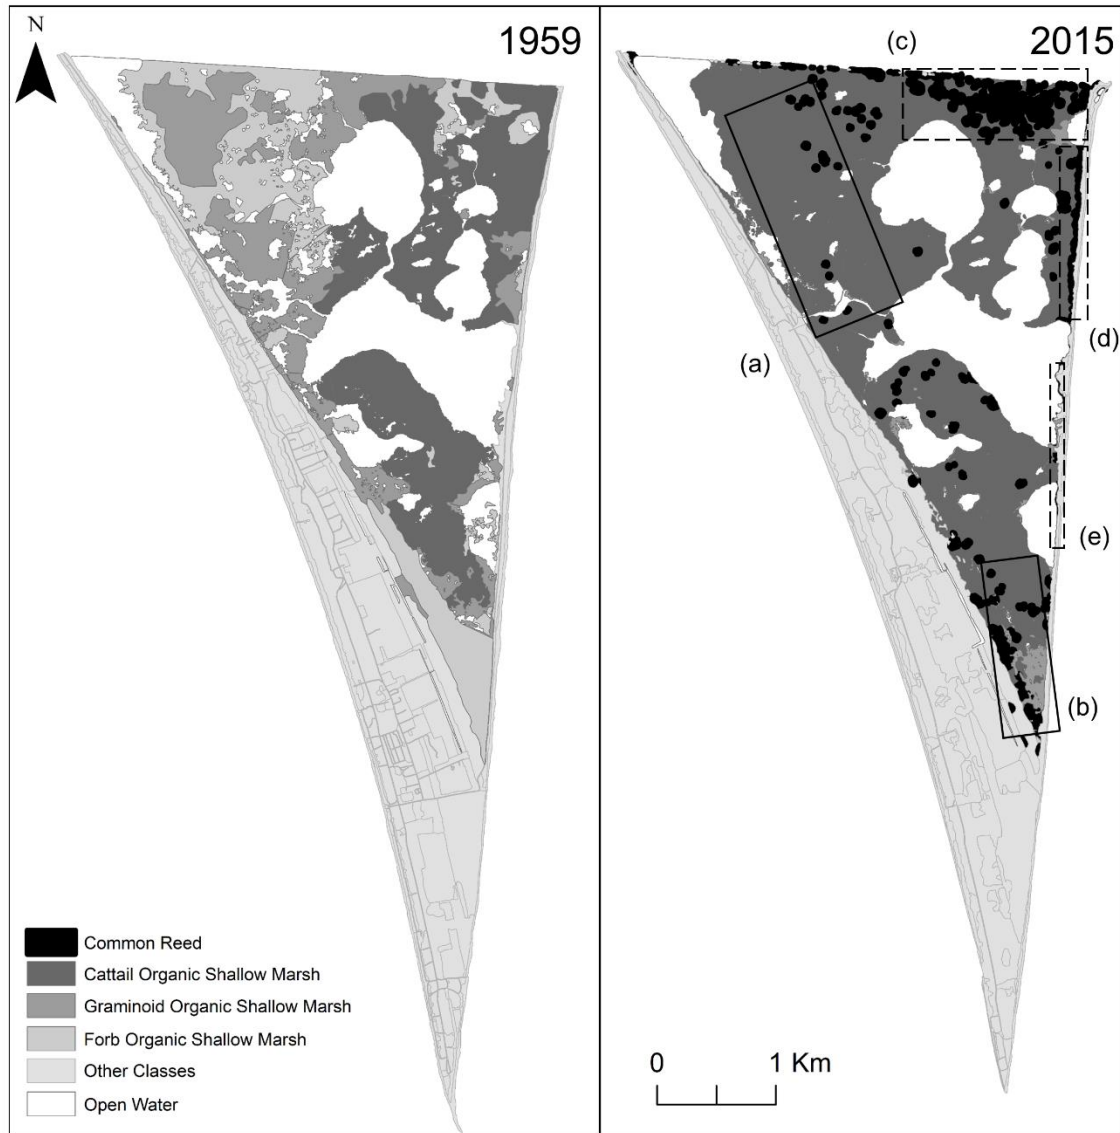 N
1959
(c)
2015
(a)
(d)
(e)
(b)
Common Reed
Cattail Organic Shallow Marsh
Graminoid Organic Shallow Marsh
Forb Organic Shallow Marsh
Other Classes
Open Water
0
1 Km